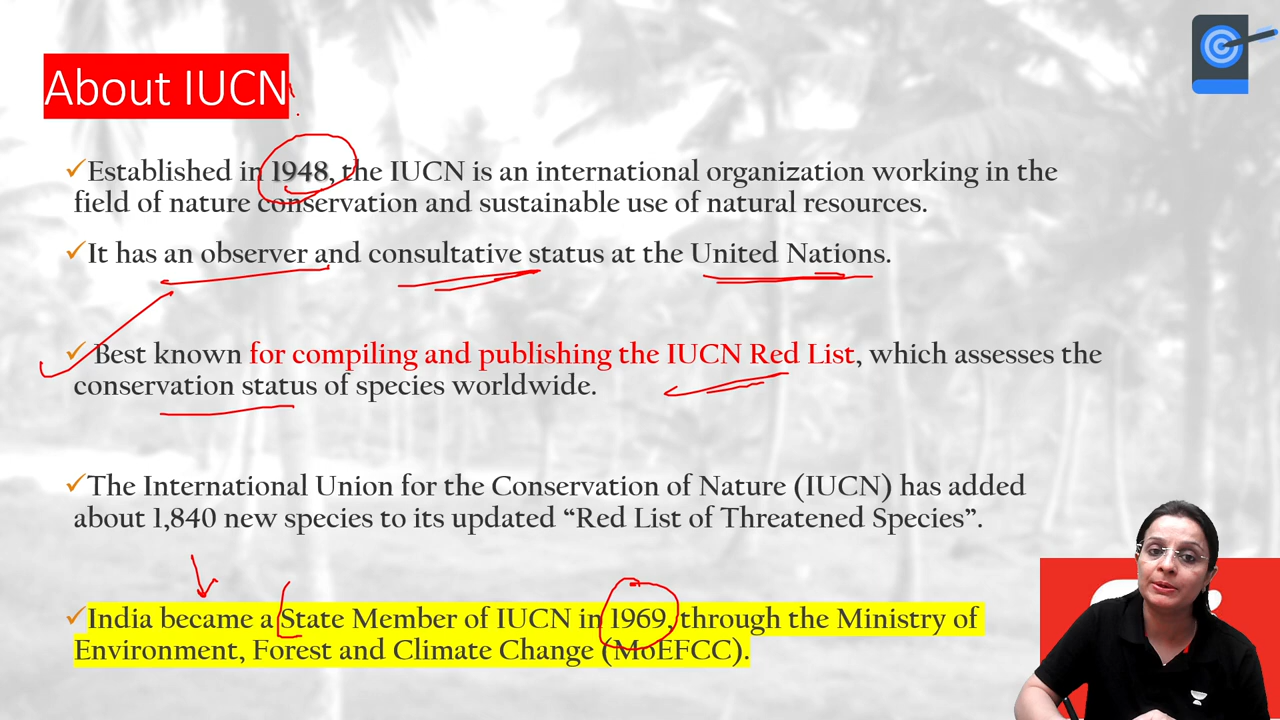 About IUCN
✓Established in 1948, the IUCN is an international organization working in the
field of nature conservation and sustainable use of natural resources.
✓It has an observer and consultative status at the United Nations.
✓ Best known for compiling and publishing the IUCN Red List, which assesses the
conservation status of species worldwide.
✓The International Union for the Conservation of Nature (IUCN) has added
about 1,840 new species to its updated “Red List of Threatened Species”.
✓India became a State Member of IUCN in 1969, through the Ministry of
Environment, Forest and Climate Change (MoEFCC).